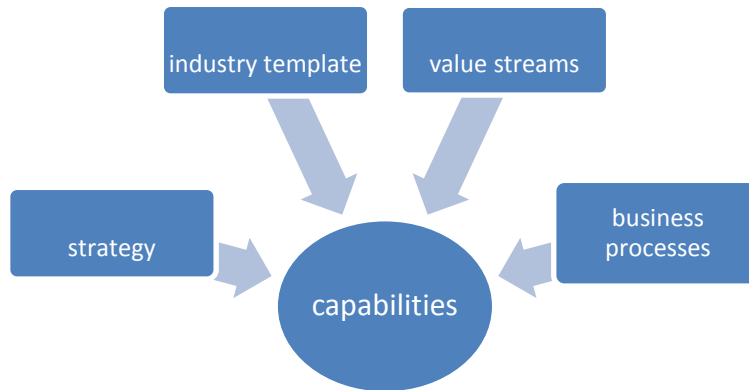 industry template
value streams
strategy
business
processes
capabilities